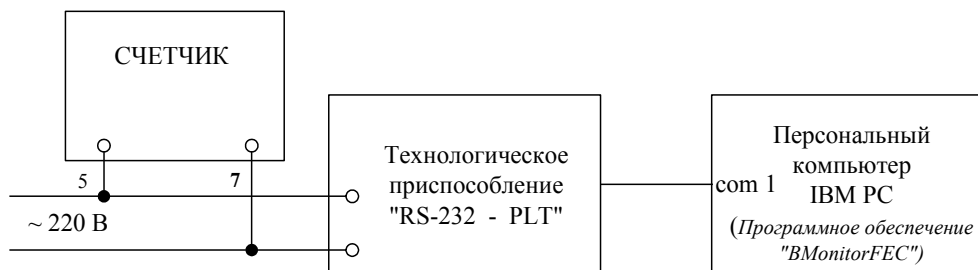 СЧЕТЧИК
5
7
~ 220 В
Технологическое
приспособление
"RS-232 - PLT"
com 1
Персональный
компьютер
IBM PC
(Программное обеспечение
"BMonitorFEC")